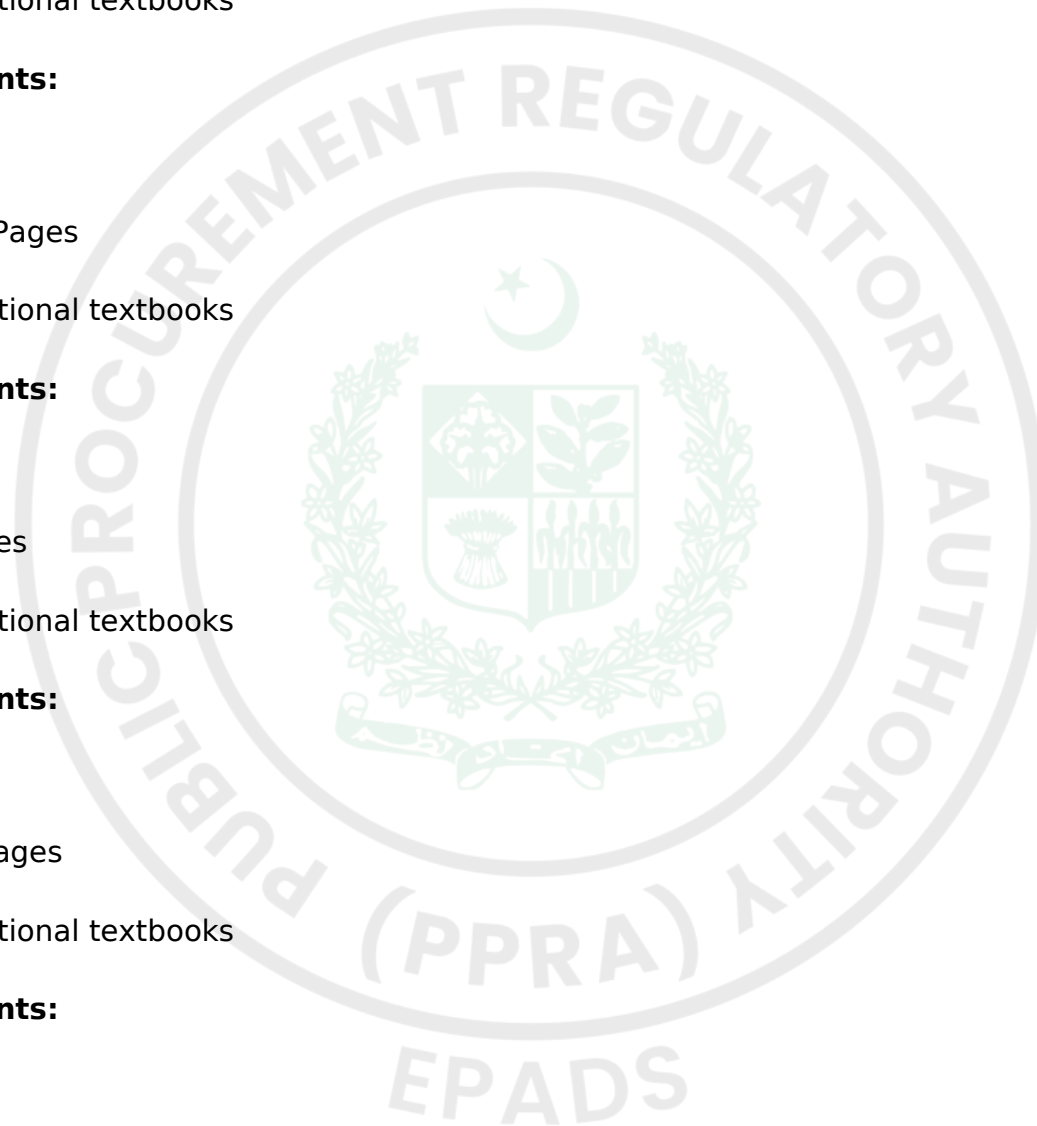 tional textbooks
nts:
Pages
tional textbooks
nts:
es
tional textbooks
nts:
ages
tional textbooks
nts:
PUBLIC PROCUREMENT REGULATORY AUTHORITY
(PPRA)
EPADS